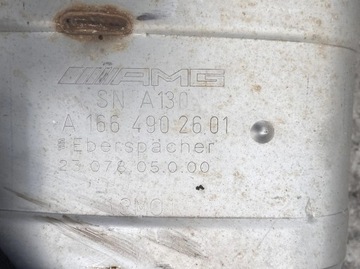 AMG
SN A130
A 166 490 26 01
Eberspächer
27.078.05.0.00